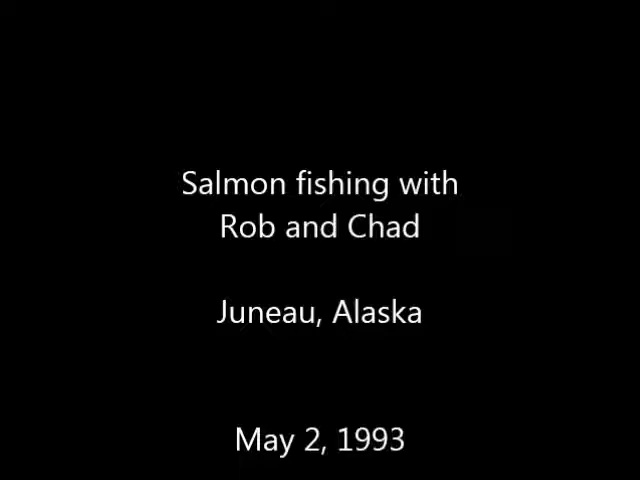 Salmon fishing with
Rob and Chad
Juneau, Alaska
May 2, 1993